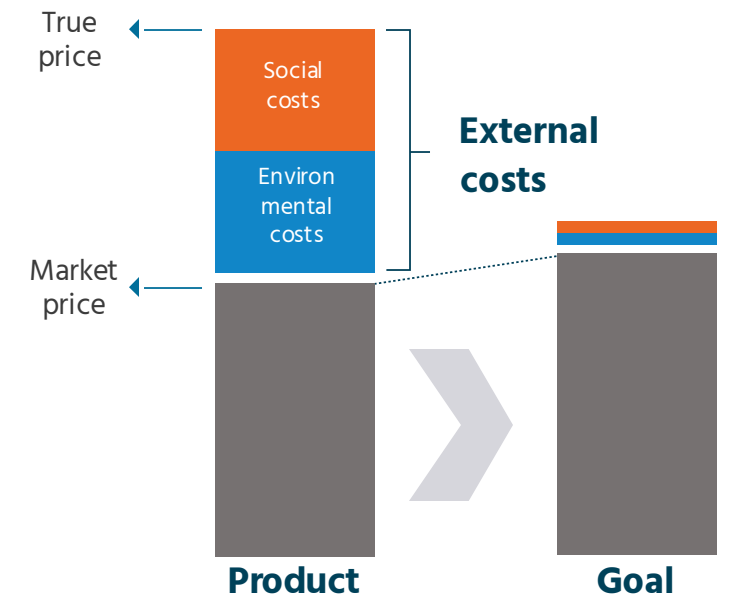 True
price
Social
costs
External
costs
Environ
mental
costs
Market
price
Product
Goal